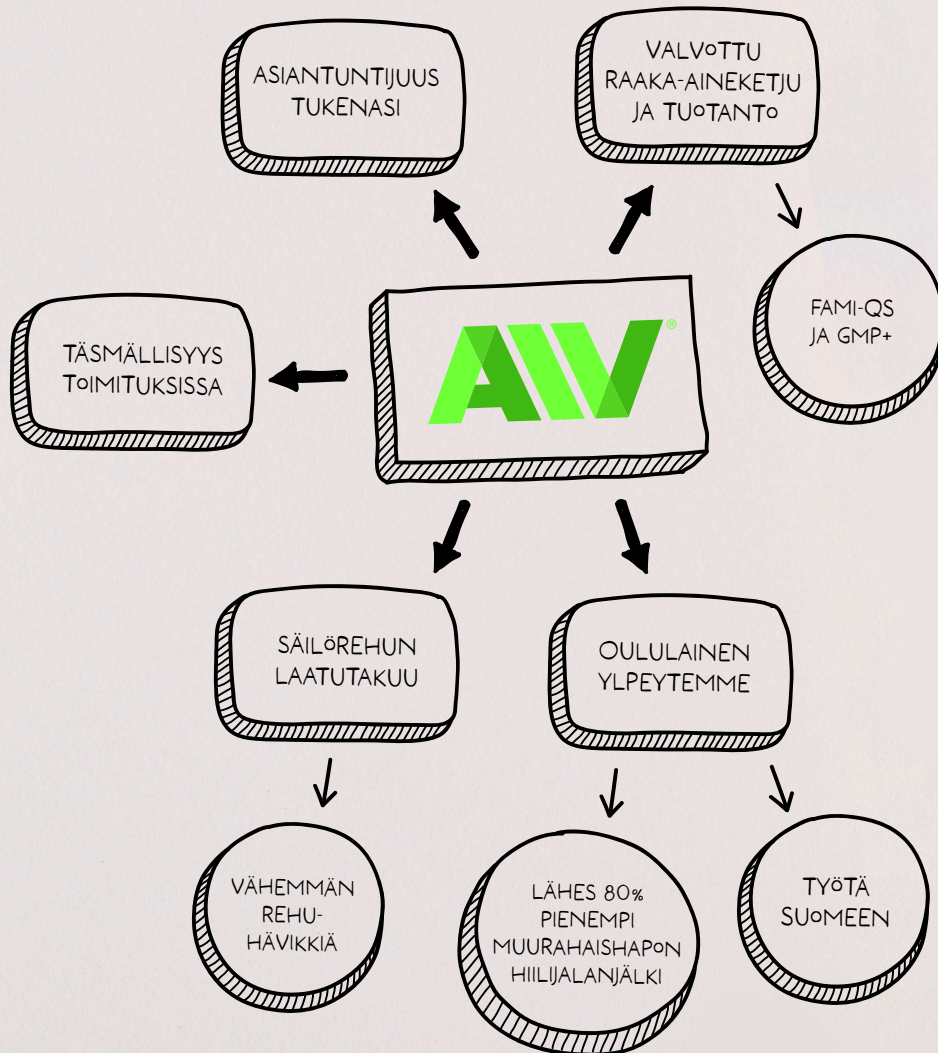 ASIANTUNTIJUUS
TUKENASI
VALVOTTU
RAAKA-AINEKETJU
JA TUOTANTO
FAMI-QS
JA GMP+
TÄSMÄLLISYYS
TOIMITUKSISSA
AIV®
SÄILÖREHUN
LAATUTAKUU
OULULAINEN
YLPEYTEMME
VÄHEMMÄN
REHU-
HÄVIKKIÄ
LÄHES 80%
PIENEMPI
MUURAHAISHAPON
HIILIJALANJÄLKI
TYÖTÄ
SUOMEEN